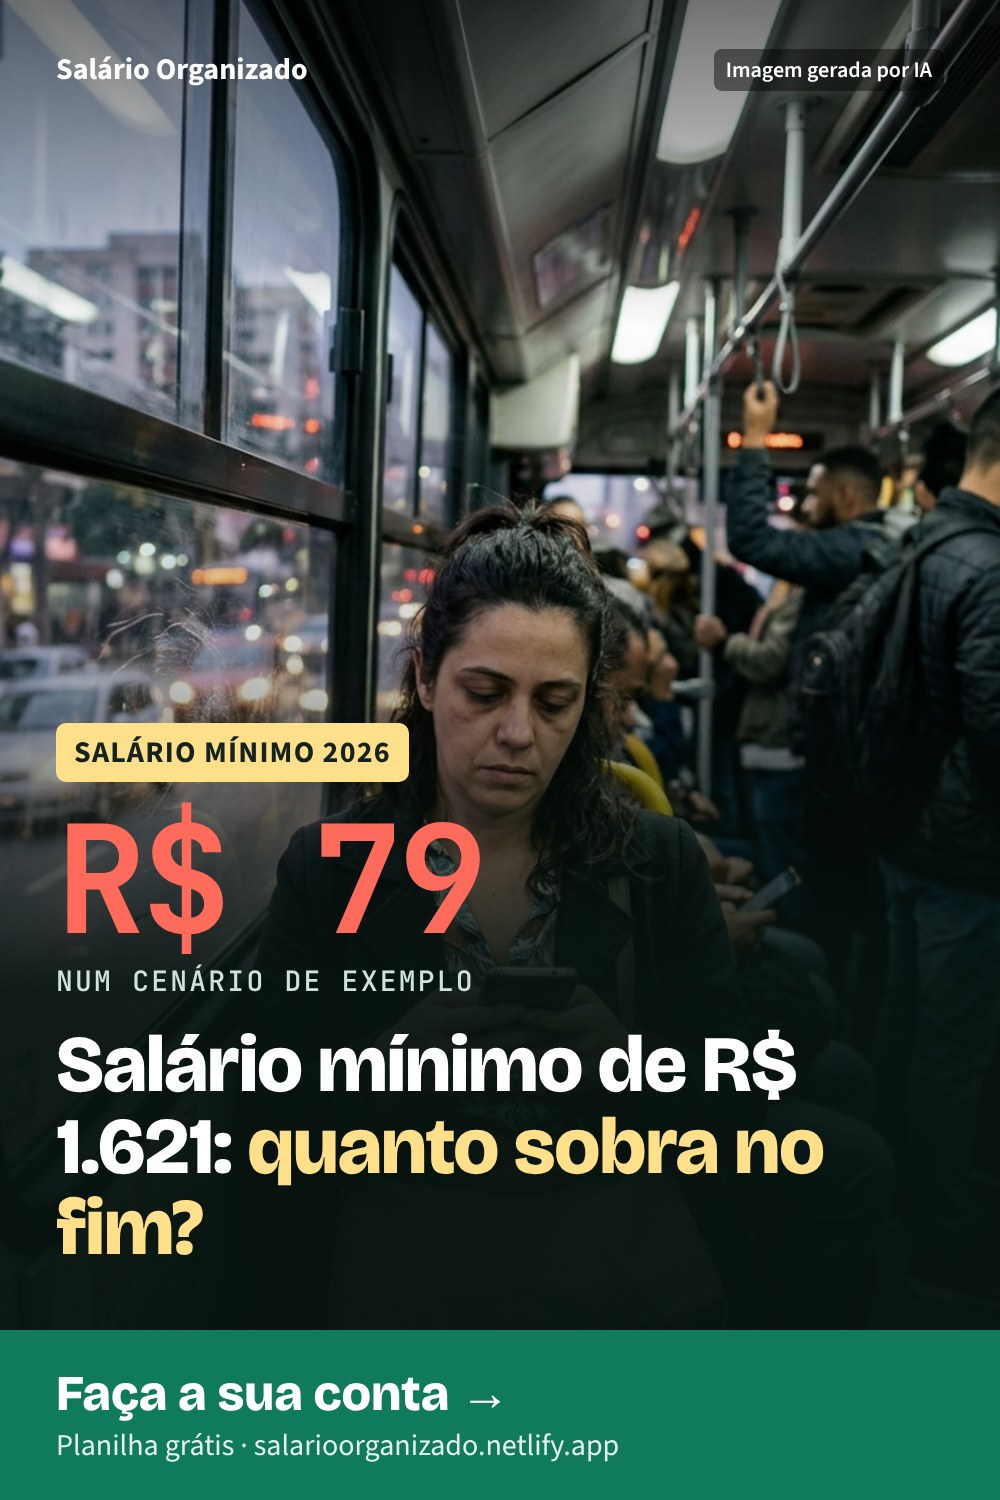 Salário Organizado
Imagem gerada por IA
SALÁRIO MÍNIMO 2026
R$ 79
NUM CENÁRIO DE EXEMPLO
Salário mínimo de R$
1.621: quanto sobra no
fim?
Faça a sua conta →
Planilha grátis · salarioorganizado.netlify.app